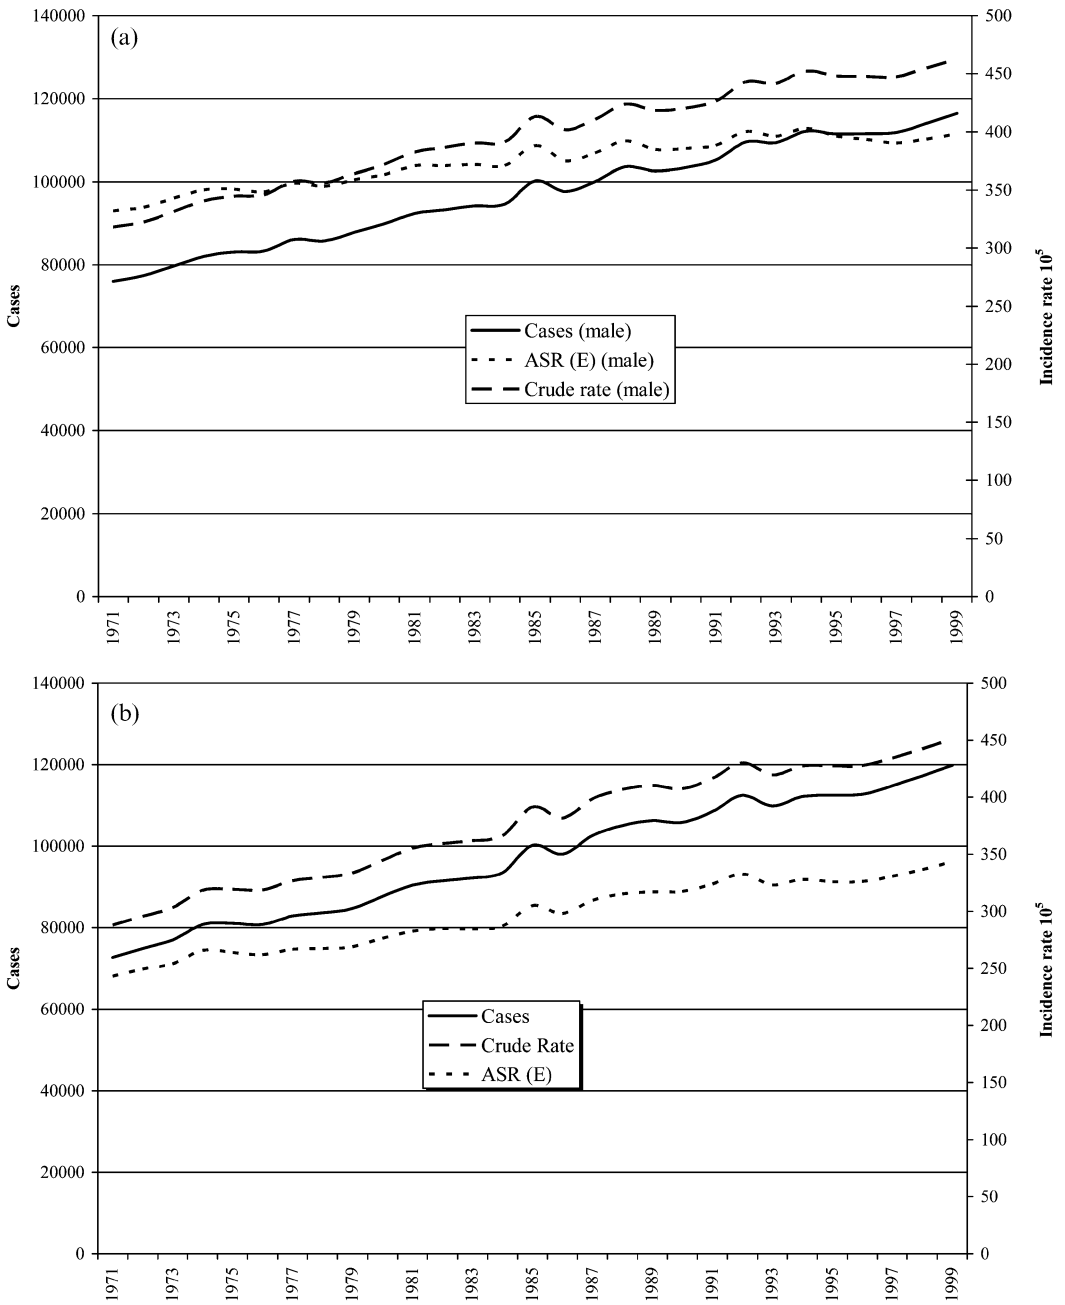 (a)
140000
120000
100000
80000
60000
40000
20000
0
Cases
500
450
400
350
300
250
200
150
100
50
0
Incidence rate 10⁵
Cases (male)
ASR (E) (male)
Crude rate (male)
1971 1973 1975 1977 1979 1981 1983 1985 1987 1989 1991 1993 1995 1997 1999
(b)
140000
120000
100000
80000
60000
40000
20000
0
Cases
500
450
400
350
300
250
200
150
100
50
0
Incidence rate 10⁵
Cases
Crude Rate
ASR (E)
1971 1973 1975 1977 1979 1981 1983 1985 1987 1989 1991 1993 1995 1997 1999